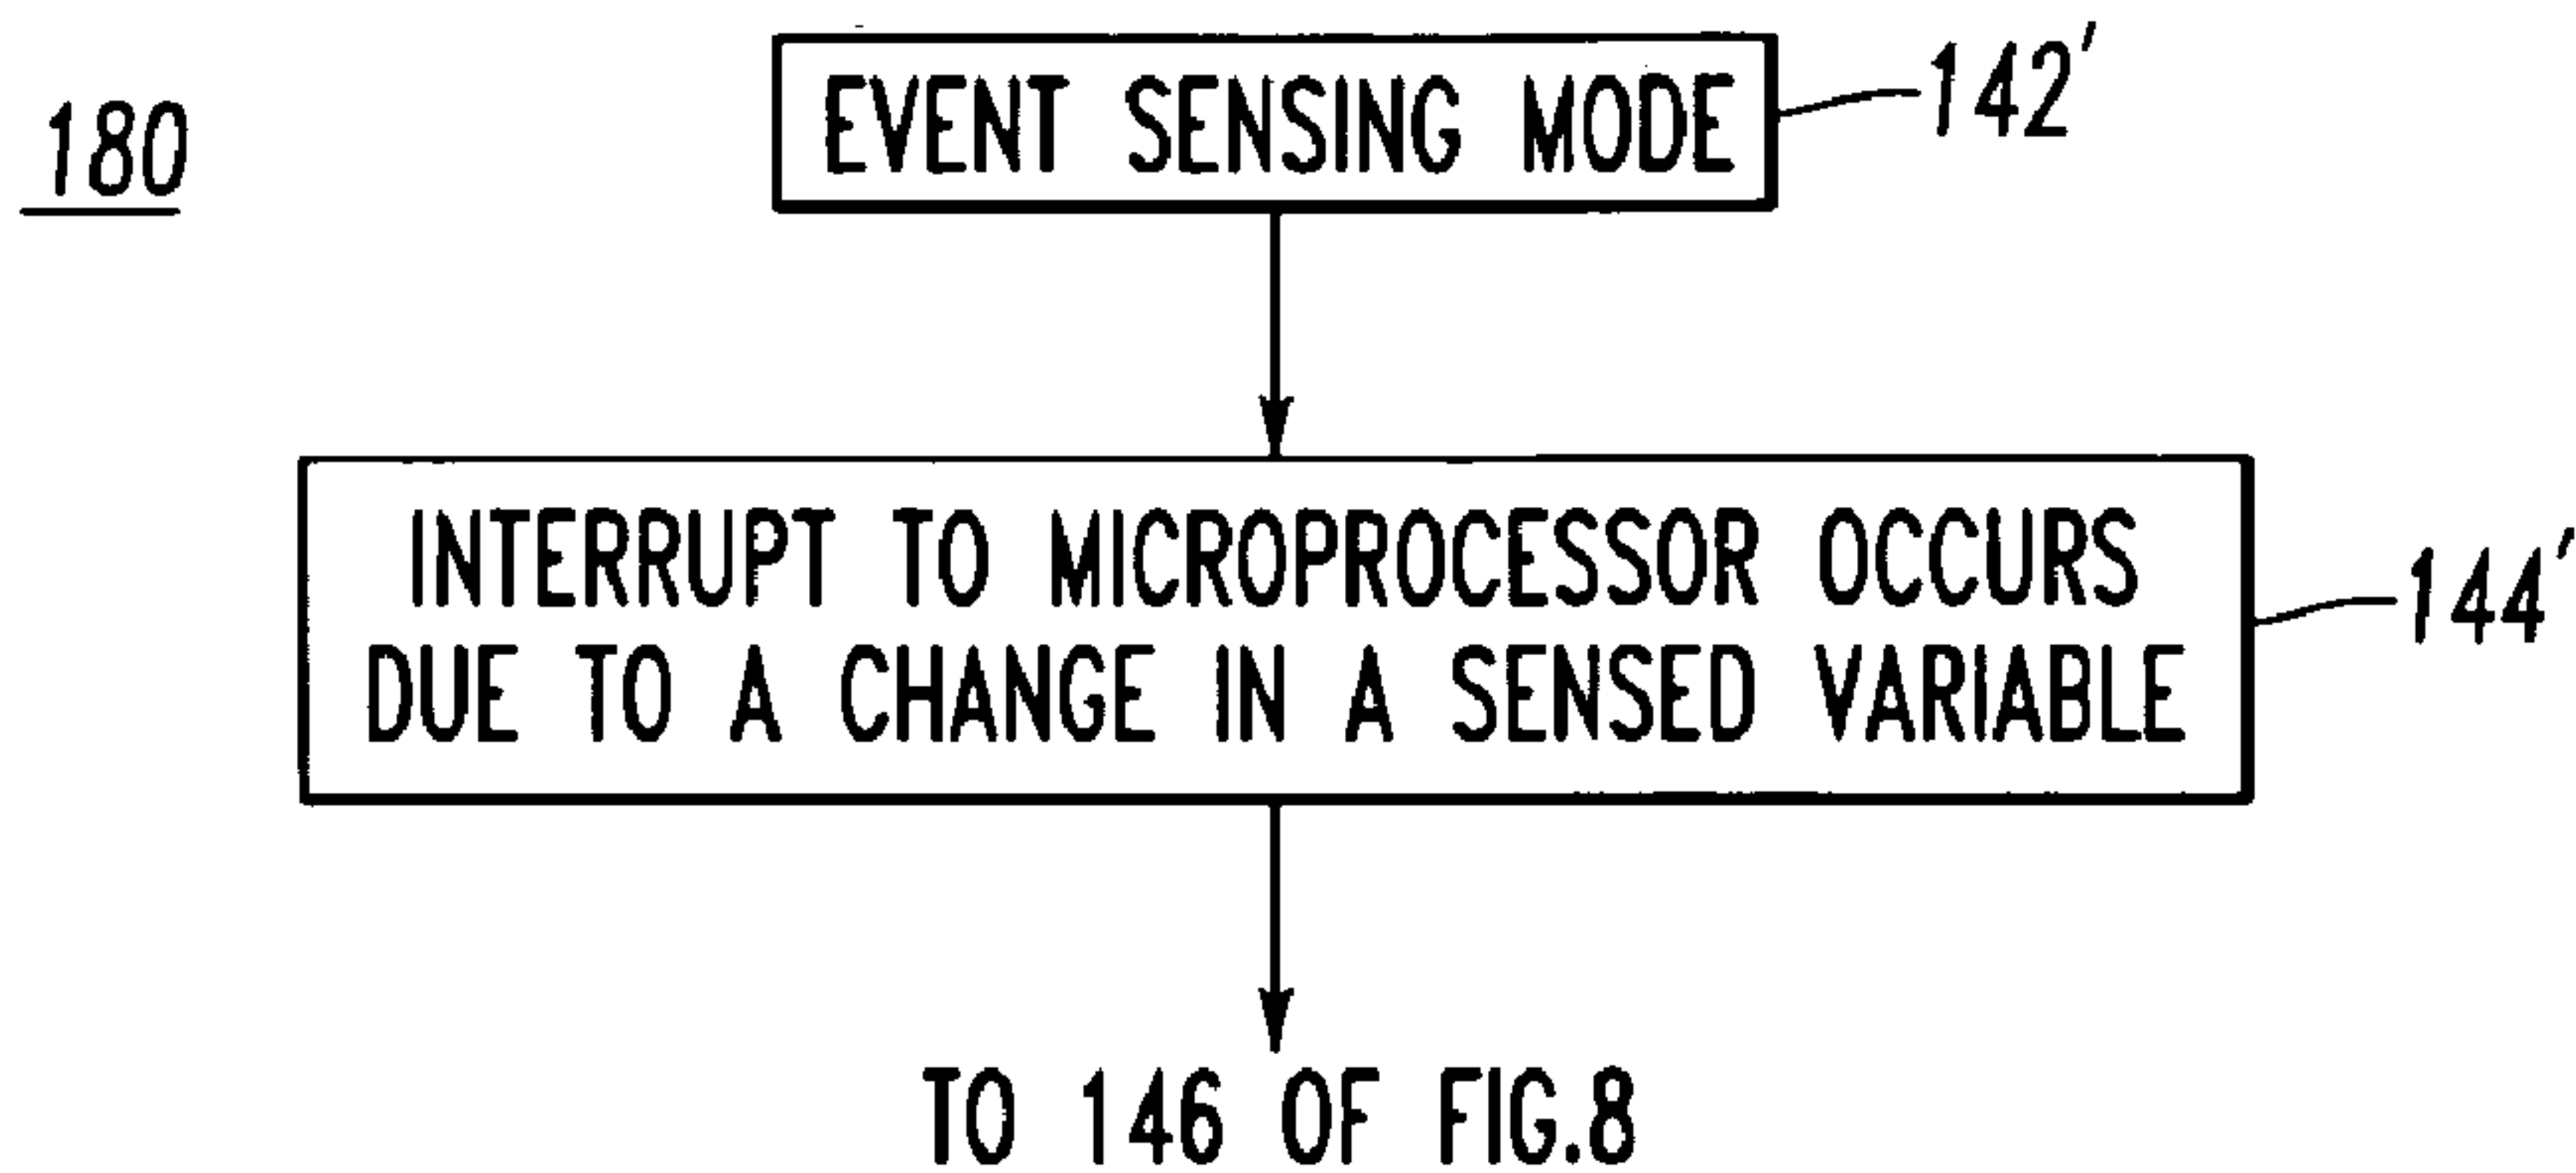 180
EVENT SENSING MODE
142'
INTERRUPT TO MICROPROCESSOR OCCURS
DUE TO A CHANGE IN A SENSED VARIABLE
144'
TO 146 OF FIG.8